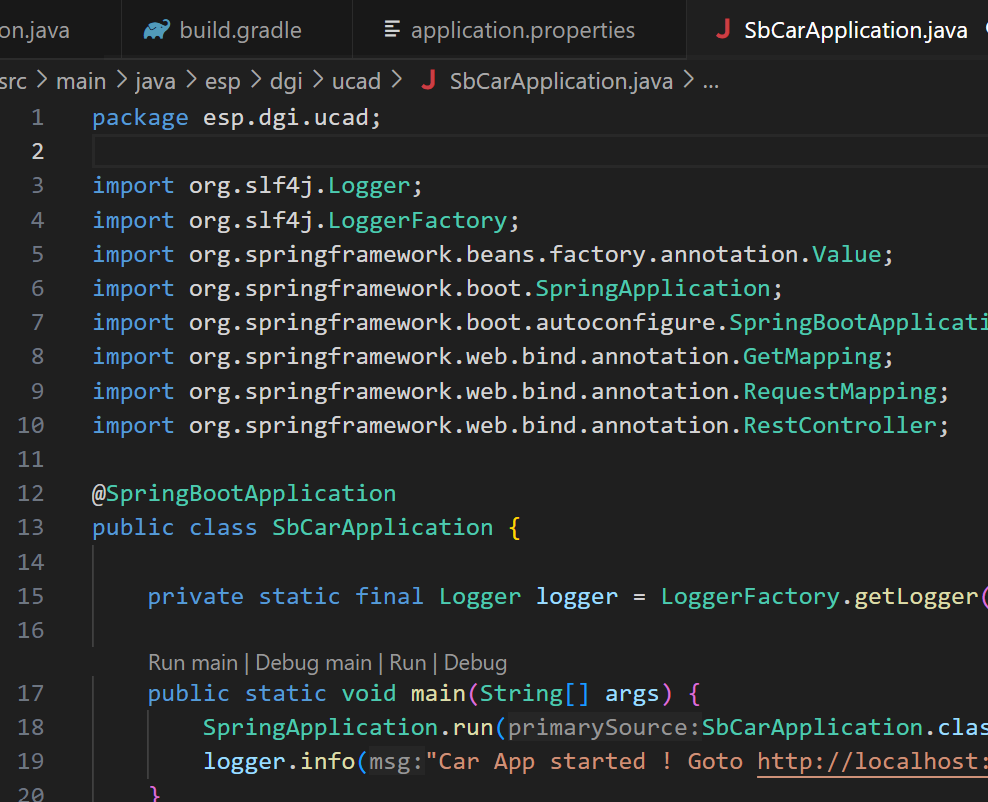 on.java build.gradle application.properties J SbCarApplication.java
src > main > java > esp > dgi > ucad > J SbCarApplication.java > ...
1 package esp.dgi.ucad;
2
3 import org.slf4j.Logger;
4 import org.slf4j.LoggerFactory;
5 import org.springframework.beans.factory.annotation.Value;
6 import org.springframework.boot.SpringApplication;
7 import org.springframework.boot.autoconfigure.SpringBootApplicati
8 import org.springframework.web.bind.annotation.GetMapping;
9 import org.springframework.web.bind.annotation.RequestMapping;
10 import org.springframework.web.bind.annotation.RestController;
11
12 @SpringBootApplication
13 public class SbCarApplication {
14
15 private static final Logger logger = LoggerFactory.getLogger(
16
Run main | Debug main | Run | Debug
17 public static void main(String[] args) {
18 SpringApplication.run(primarySource:SbCarApplication.clas
19 logger.info(msg:"Car App started ! Goto http://localhost:
20 }